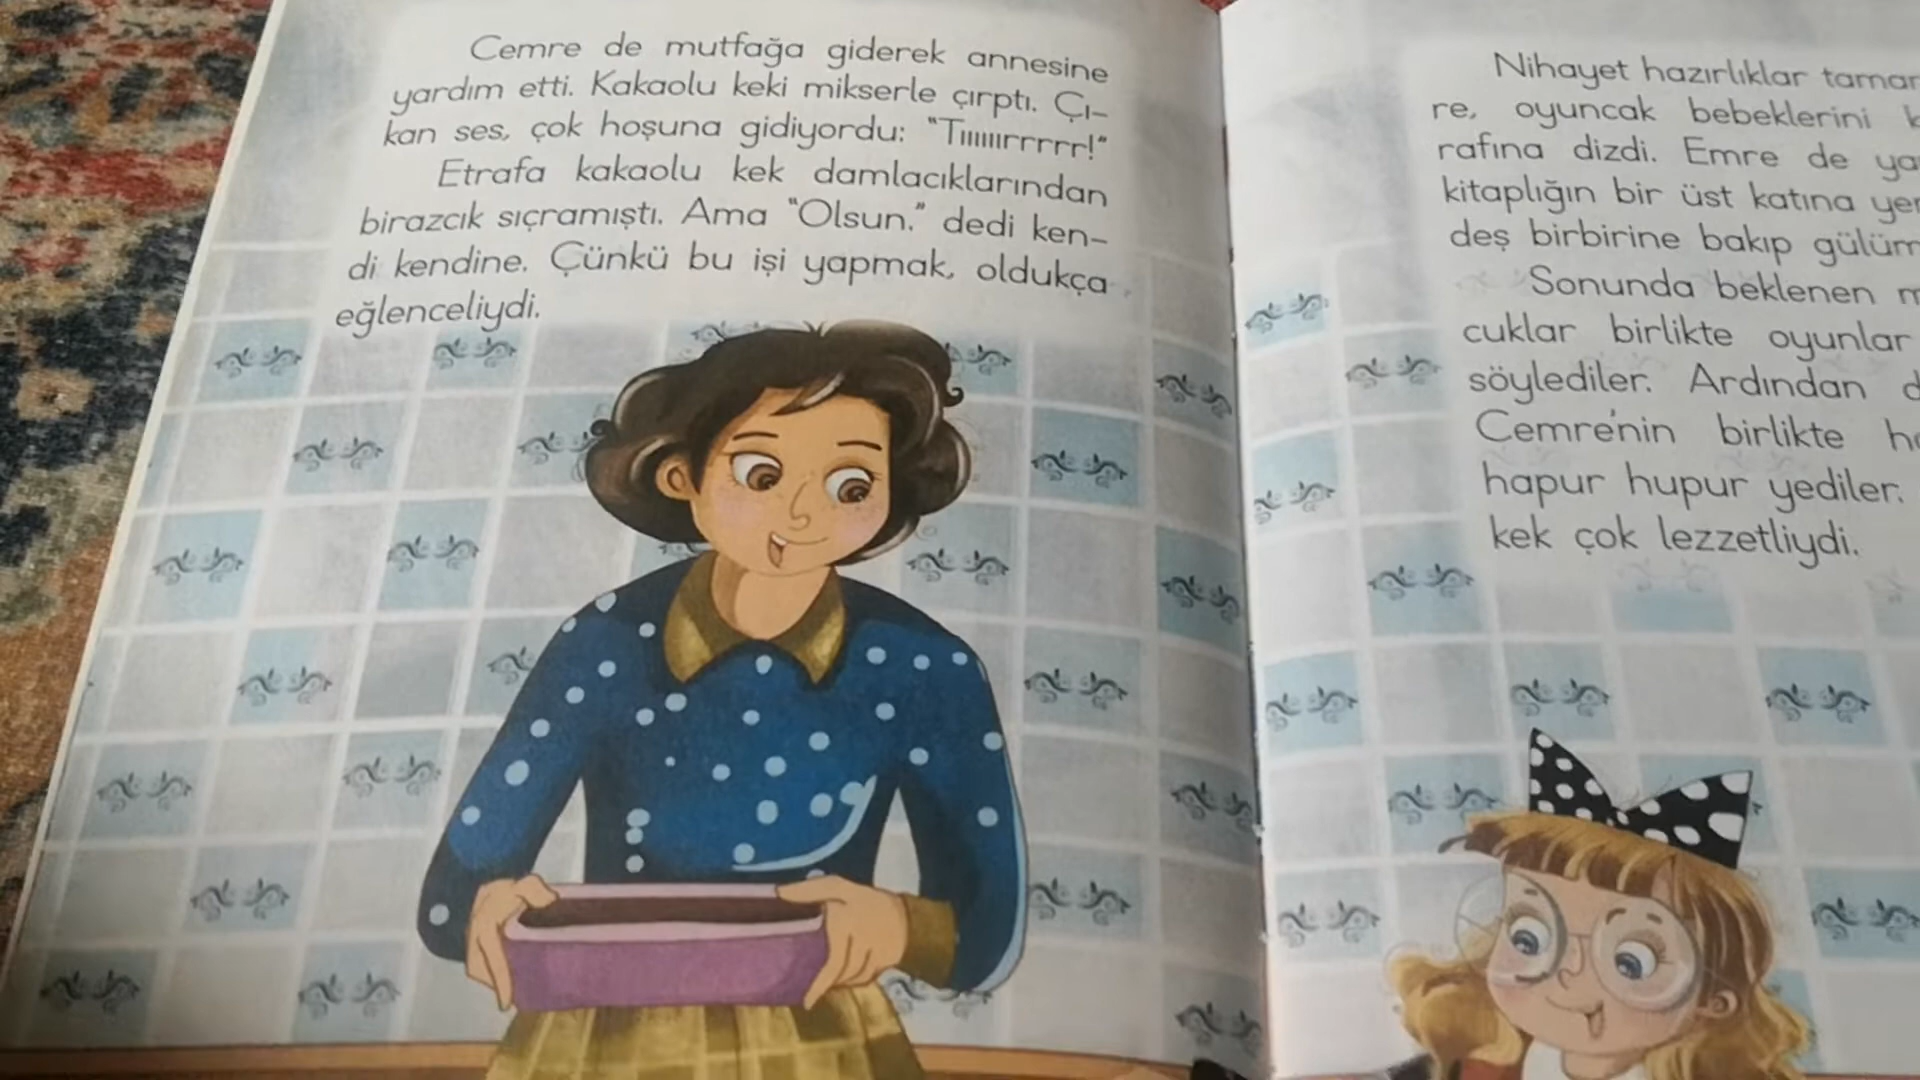 Cemre de mutfağa giderek annesine
yardım etti. Kakaolu keki mikserle çırptı. Çı-
kan ses, çok hoşuna gidiyordu: "Tıııııırrrrr!"
Etrafa kakaolu kek damlacıklarından
birazcık sıçramıştı. Ama "Olsun." dedi ken-
di kendine. Çünkü bu işi yapmak, oldukça
eğlenceliydi.
Nihayet hazırlıklar
re, oyuncak bebeklerini
rafına dizdi. Emre de
kitaplığın bir üst katına
deş birbirine bakıp
Sonunda beklenen
cuklar birlikte oyunlar
söylediler. Ardından
Cemre'nin birlikte
hapur hupur yediler.
kek çok lezzetliydi.